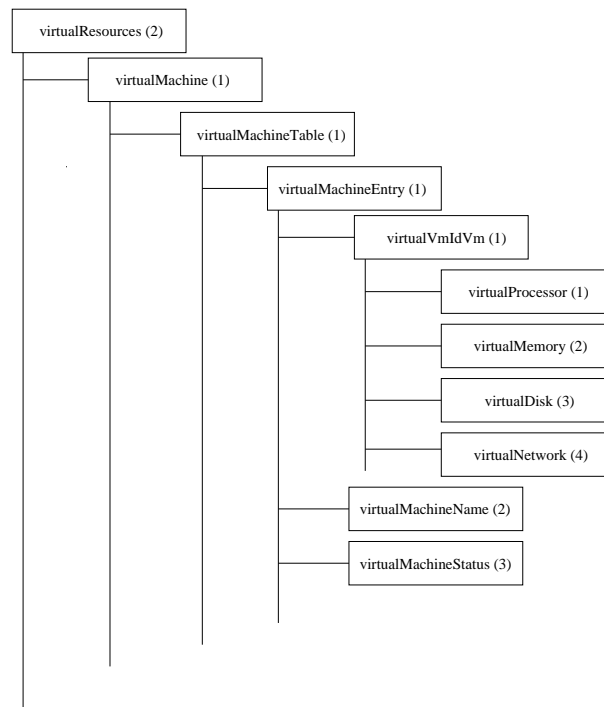 virtualResources (2)
virtualMachine (1)
virtualMachineTable (1)
virtualMachineEntry (1)
virtualVmIdVm (1)
virtualProcessor (1)
virtualMemory (2)
virtualDisk (3)
virtualNetwork (4)
virtualMachineName (2)
virtualMachineStatus (3)